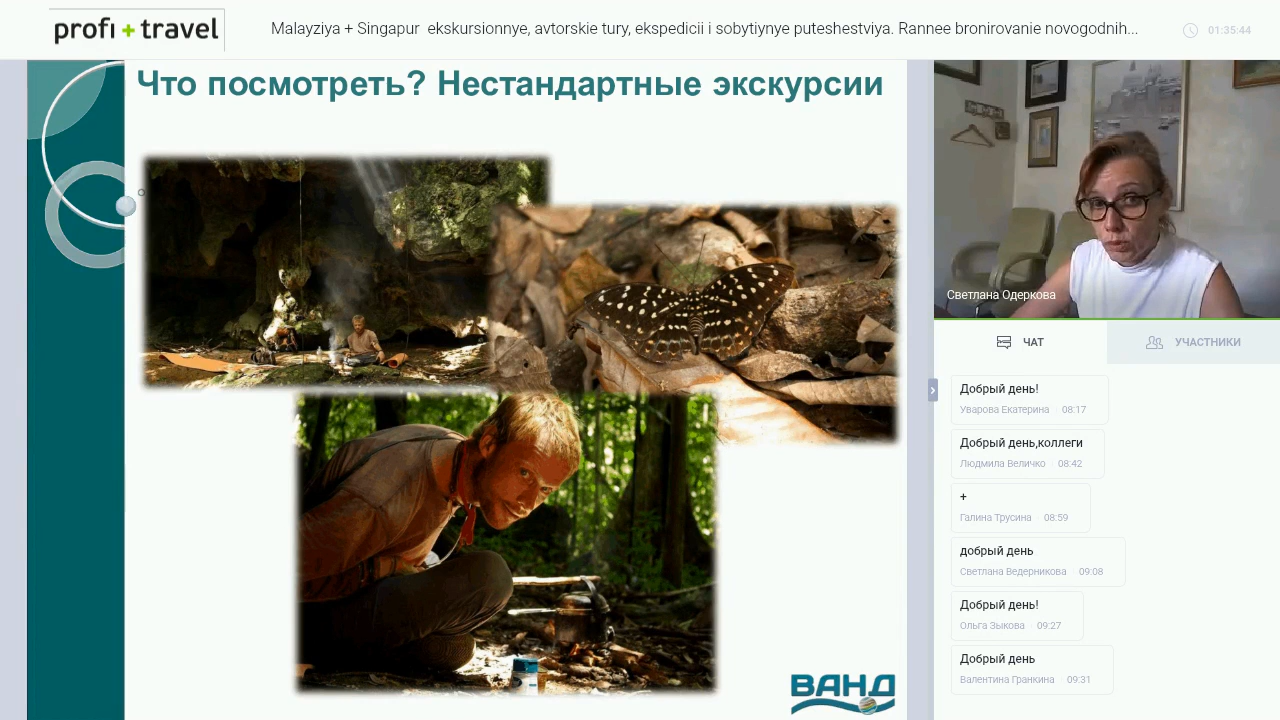 profi + travel
Malayziya + Singapur ekskursionnye, avtorskie tury, ekspedicii i sobytiynye puteshestviya. Rannee bronirovanie novogodnih...
01:35:44
Что посмотреть? Нестандартные экскурсии
ВАНД
Светлана Одеркова
ЧАТ
УЧАСТНИКИ
Добрый день!
Уварова Екатерина 08:17
Добрый день,коллеги
Людмила Величко 08:42
+
Галина Трусина 08:59
добрый день
Светлана Ведерникова 09:08
Добрый день!
Ольга Зыкова 09:27
Добрый день
Валентина Гранкина 09:31